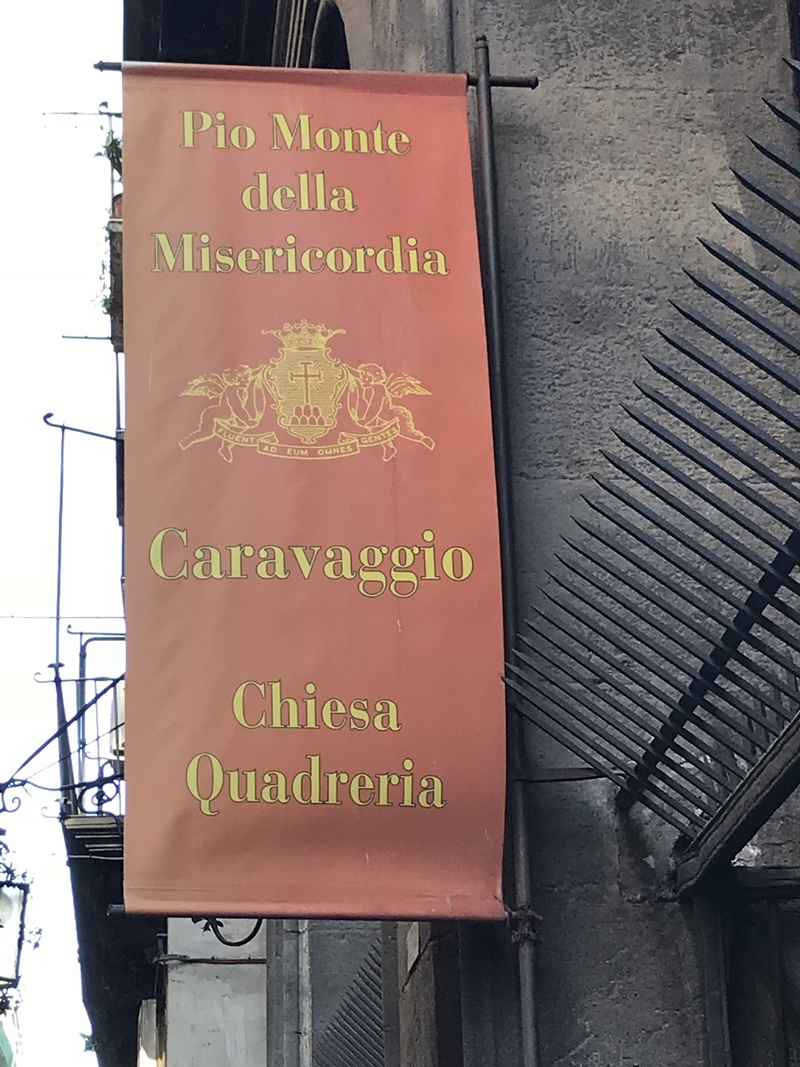 Pio Monte
della
Misericordia
FLUENT AD EUM OMNES GENTES
Caravaggio
Chiesa
Quadreria